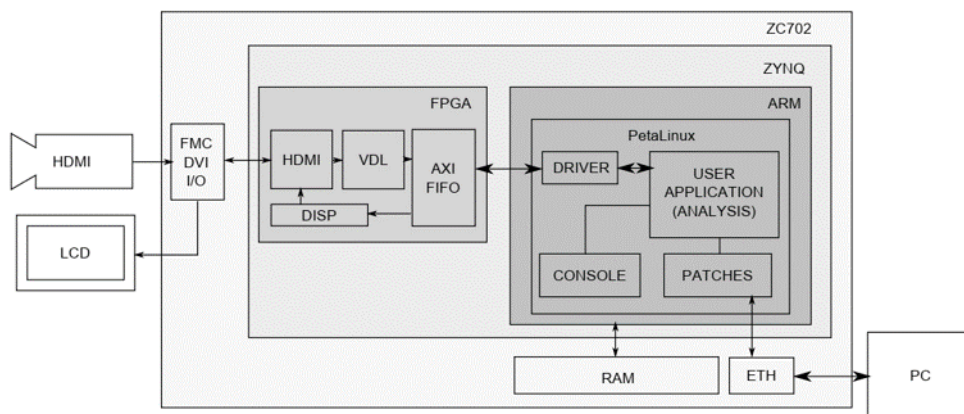 ZC702
ZYNQ
FPGA
ARM
PetaLinux
HDMI
FMC
DVI
I/O
HDMI
VDL
AXI
FIFO
DISP
DRIVER
USER
APPLICATION
(ANALYSIS)
LCD
CONSOLE
PATCHES
RAM
ETH
PC